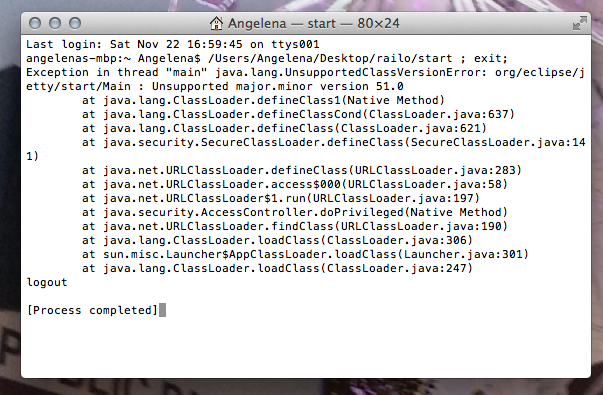 Angelena — start — 80×24
Last login: Sat Nov 22 16:59:45 on ttys001
angelenas-mbp:~ Angelena$ /Users/Angelena/Desktop/railo/start ; exit;
Exception in thread "main" java.lang.UnsupportedClassVersionError: org/eclipse/j
etty/start/Main : Unsupported major.minor version 51.0
        at java.lang.ClassLoader.defineClass1(Native Method)
        at java.lang.ClassLoader.defineClassCond(ClassLoader.java:637)
        at java.lang.ClassLoader.defineClass(ClassLoader.java:621)
        at java.security.SecureClassLoader.defineClass(SecureClassLoader.java:14
1)
        at java.net.URLClassLoader.defineClass(URLClassLoader.java:283)
        at java.net.URLClassLoader.access$000(URLClassLoader.java:58)
        at java.net.URLClassLoader$1.run(URLClassLoader.java:197)
        at java.security.AccessController.doPrivileged(Native Method)
        at java.net.URLClassLoader.findClass(URLClassLoader.java:190)
        at java.lang.ClassLoader.loadClass(ClassLoader.java:306)
        at sun.misc.Launcher$AppClassLoader.loadClass(Launcher.java:301)
        at java.lang.ClassLoader.loadClass(ClassLoader.java:247)
logout
[Process completed]